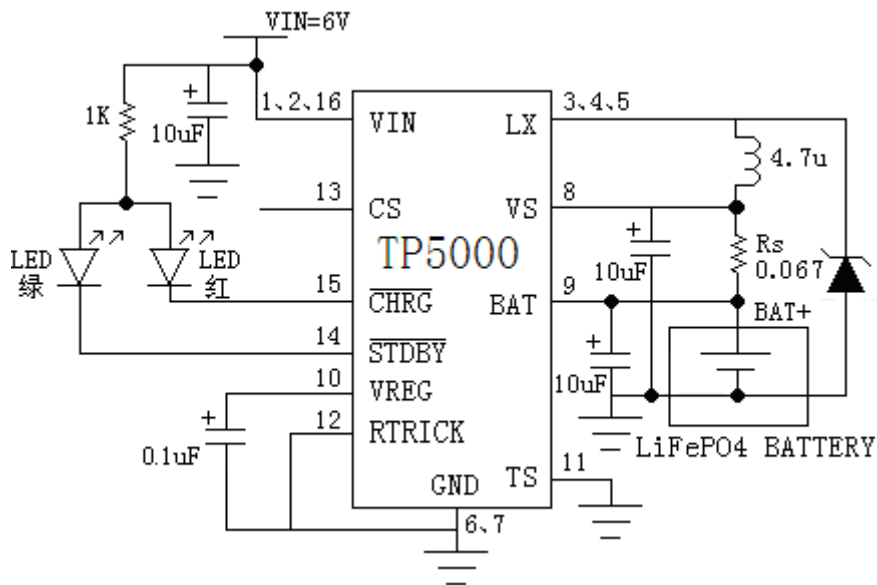 VIN=6V
1K
10uF
1、2、16
VIN
LX
3、4、5
4.7u
13
CS
VS
8
TP5000
10uF
Rs
0.067
LED
绿
LED
红
15
CHRG
BAT
9
BAT+
14
STDBY
10uF
10
VREG
12
RTRICK
0.1uF
LiFePO4 BATTERY
TS
11
GND
6、7
+
+
+
+